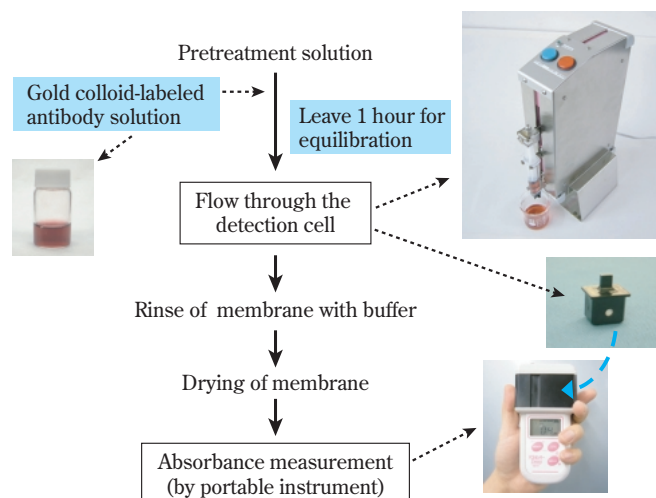 Pretreatment solution
Gold colloid-labeled
antibody solution
Leave 1 hour for
equilibration
Flow through the
detection cell
Rinse of membrane with buffer
Drying of membrane
Absorbance measurement
(by portable instrument)